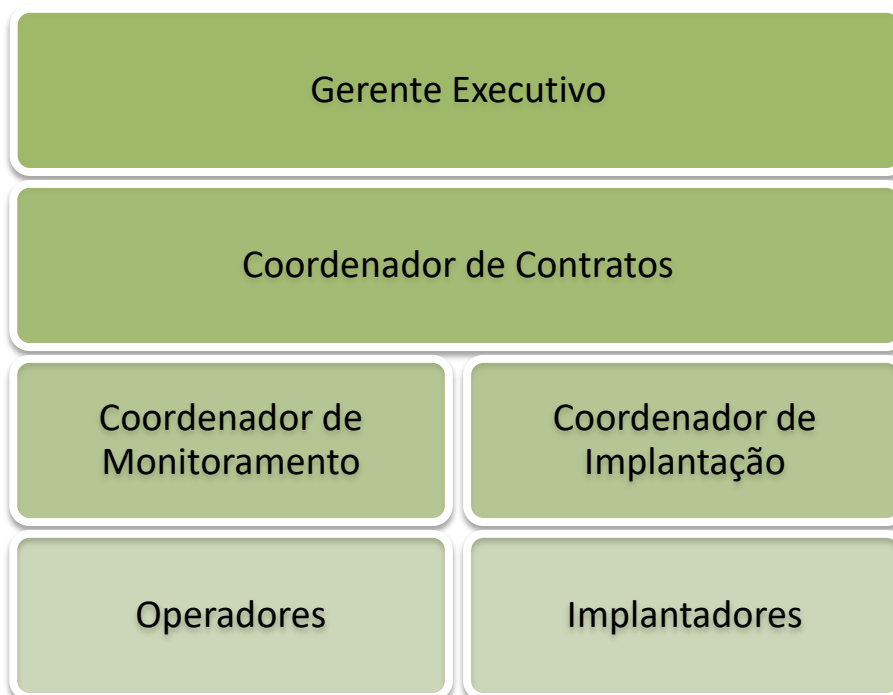 Gerente Executivo
Coordenador de Contratos
Coordenador de
Monitoramento
Coordenador de
Implantação
Operadores
Implantadores